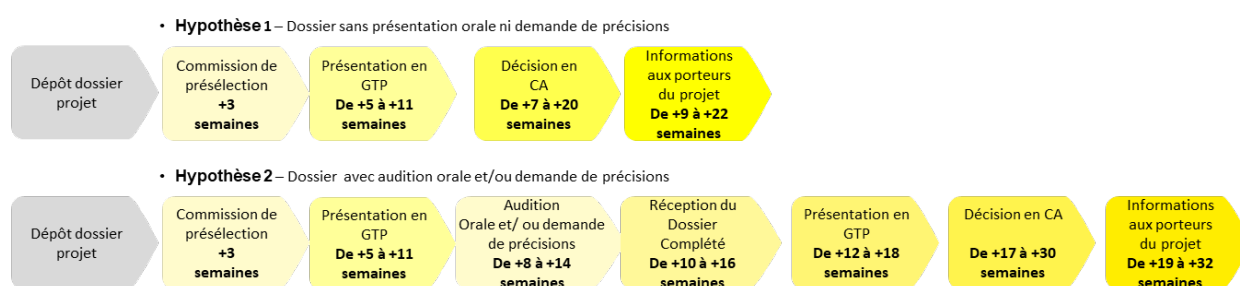 • Hypothèse 1 – Dossier sans présentation orale ni demande de précisions
Dépôt dossier
projet
Commission de
présélection
+3
semaines
Présentation en
GTP
De +5 à +11
semaines
Décision en
CA
De +7 à +20
semaines
Informations
aux porteurs
du projet
De +9 à +22
semaines
• Hypothèse 2 – Dossier avec audition orale et/ou demande de précisions
Dépôt dossier
projet
Commission de
présélection
+3
semaines
Présentation en
GTP
De +5 à +11
semaines
Audition
Orale et/ ou demande
de précisions
De +8 à +14
semaines
Réception du
Dossier
Complété
De +10 à +16
semaines
Présentation en
GTP
De +12 à +18
semaines
Décision en CA
De +17 à +30
semaines
Informations
aux porteurs
du projet
De +19 à +32
semaines